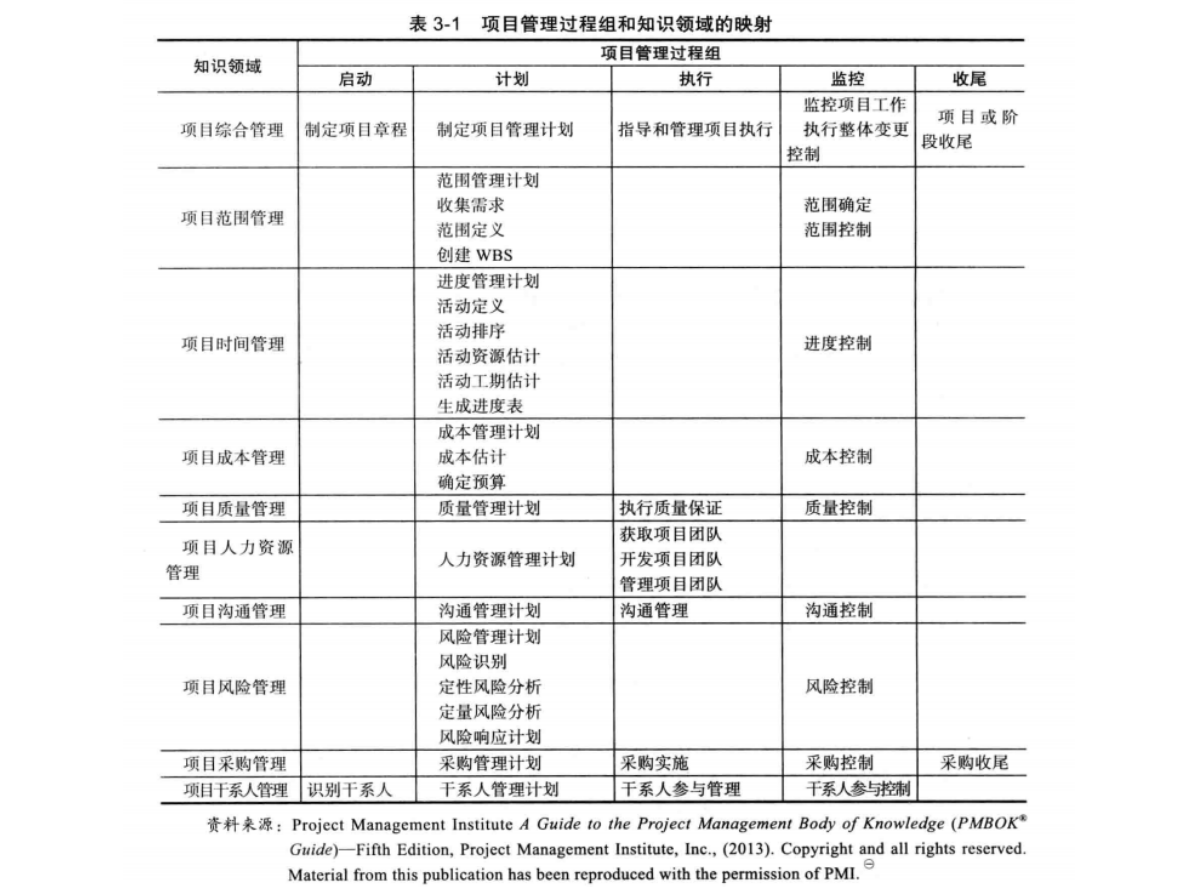 表 3-1 项目管理过程组和知识领域的映射
知识领域
项目管理过程组
启动 计划 执行 监控 收尾
项目综合管理 制定项目章程 制定项目管理计划 指导和管理项目执行
监控项目工作
执行整体变更
控制
项目或阶
段收尾
项目范围管理
范围管理计划
收集需求
范围定义
创建 WBS
范围确定
范围控制
项目时间管理
进度管理计划
活动定义
活动排序
活动资源估计
活动工期估计
生成进度表
进度控制
项目成本管理
成本管理计划
成本估计
确定预算
成本控制
项目质量管理 质量管理计划 执行质量保证 质量控制
项目人力资源
管理
人力资源管理计划
获取项目团队
开发项目团队
管理项目团队
项目沟通管理 沟通管理计划 沟通管理 沟通控制
项目风险管理
风险管理计划
风险识别
定性风险分析
定量风险分析
风险响应计划
风险控制
项目采购管理 采购管理计划 采购实施 采购控制 采购收尾
项目干系人管理 识别干系人 干系人管理计划 干系人参与管理 干系人参与控制
资料来源：Project Management Institute A Guide to the Project Management Body of Knowledge (PMBOK®
Guide)—Fifth Edition, Project Management Institute, Inc., (2013). Copyright and all rights reserved.
Material from this publication has been reproduced with the permission of PMI. ㊀